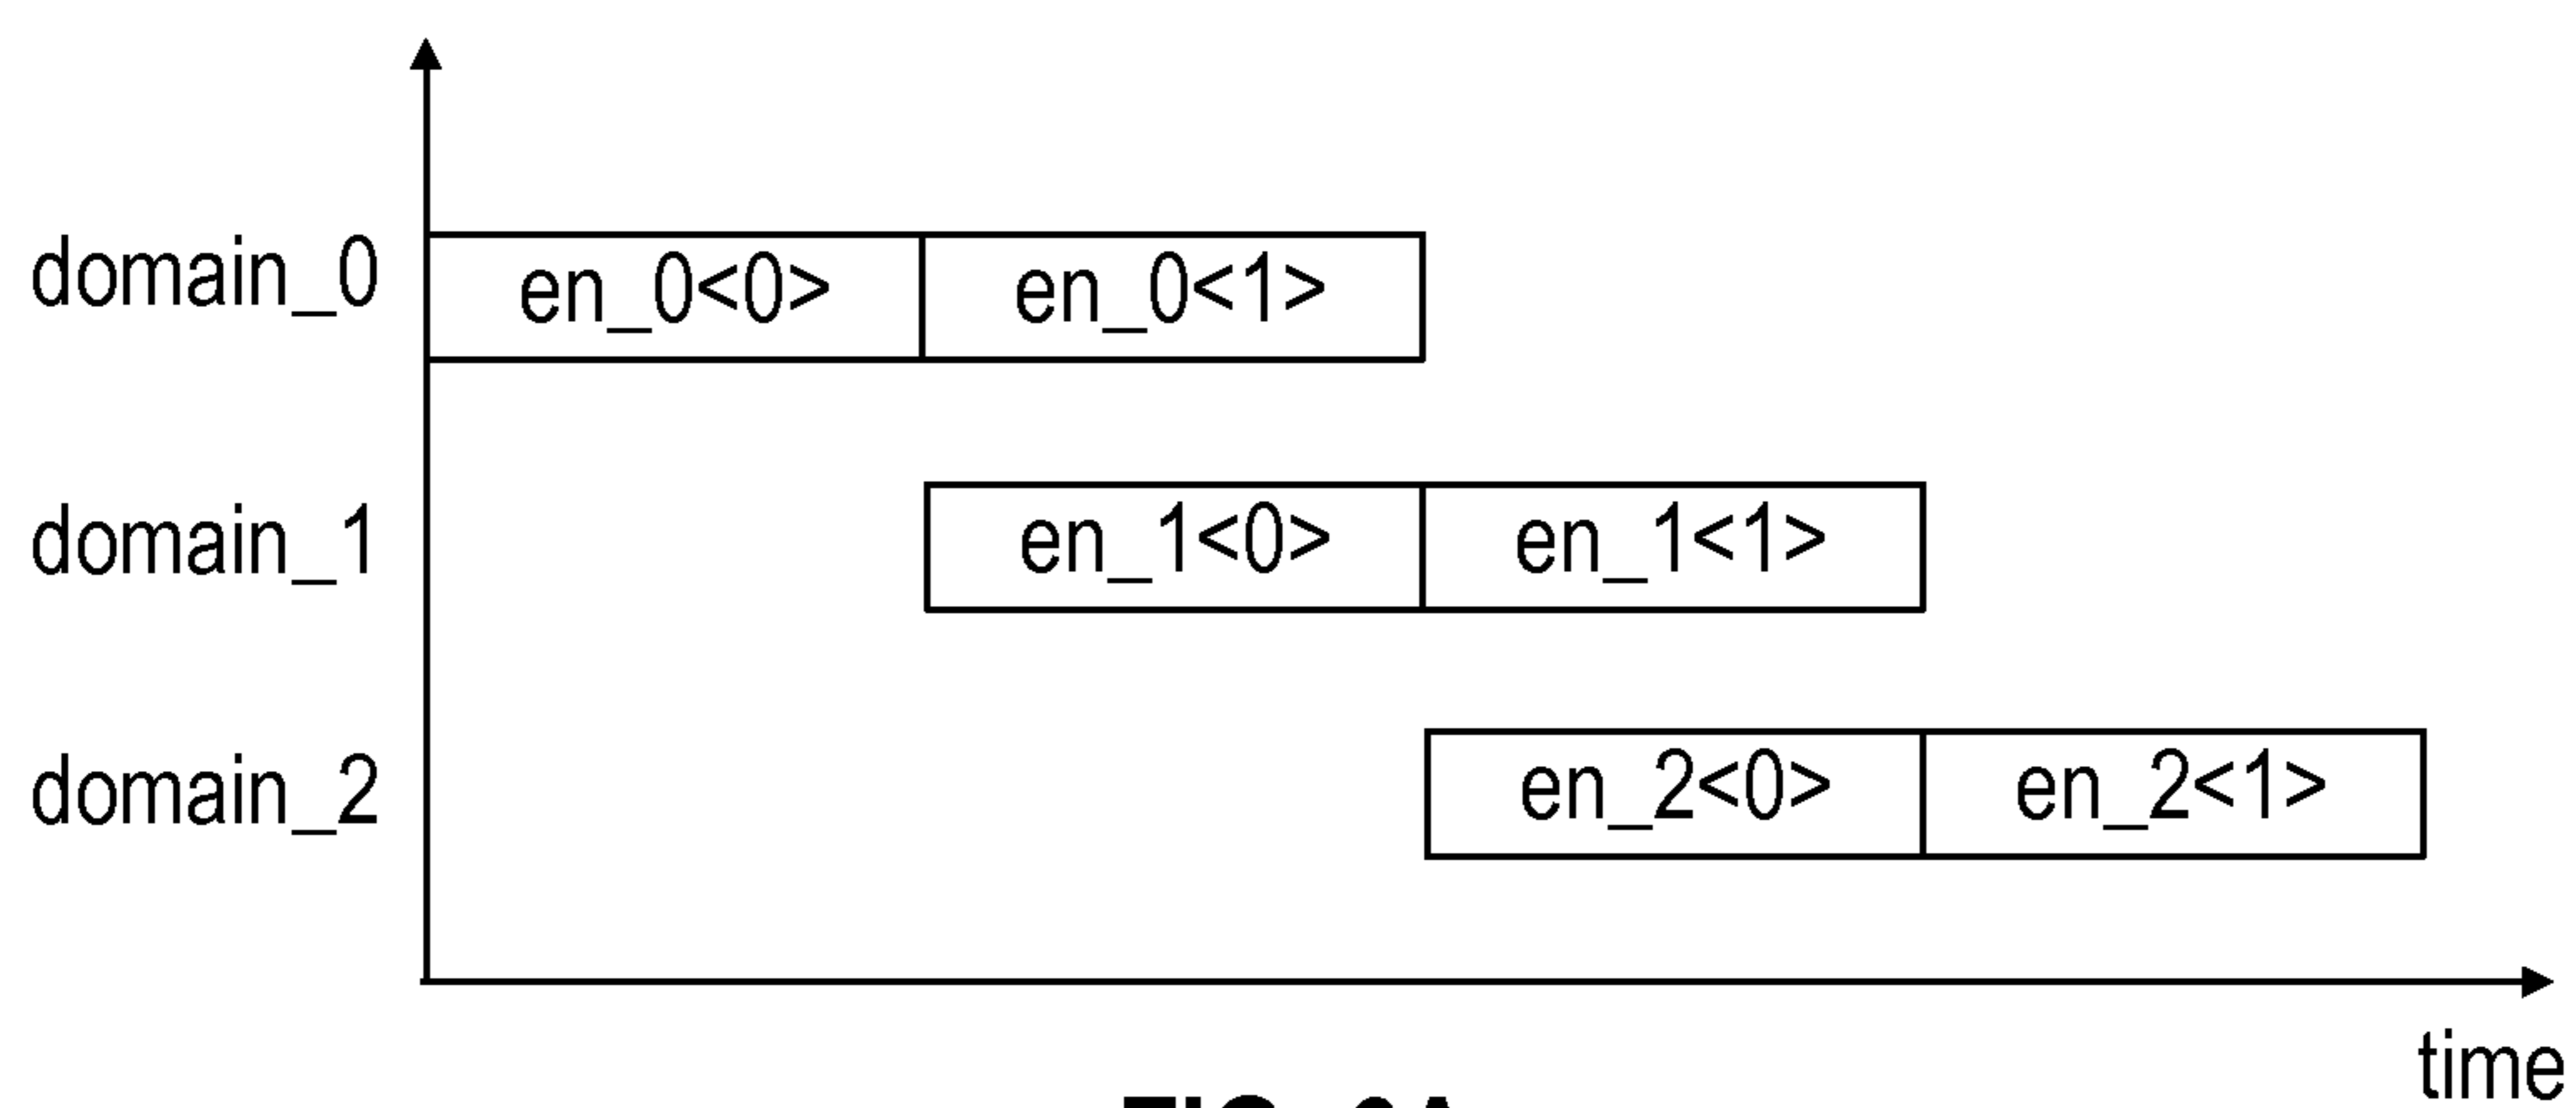 domain_0 en_0<0> en_0<1>
domain_1 en_1<0> en_1<1>
domain_2 en_2<0> en_2<1>
time